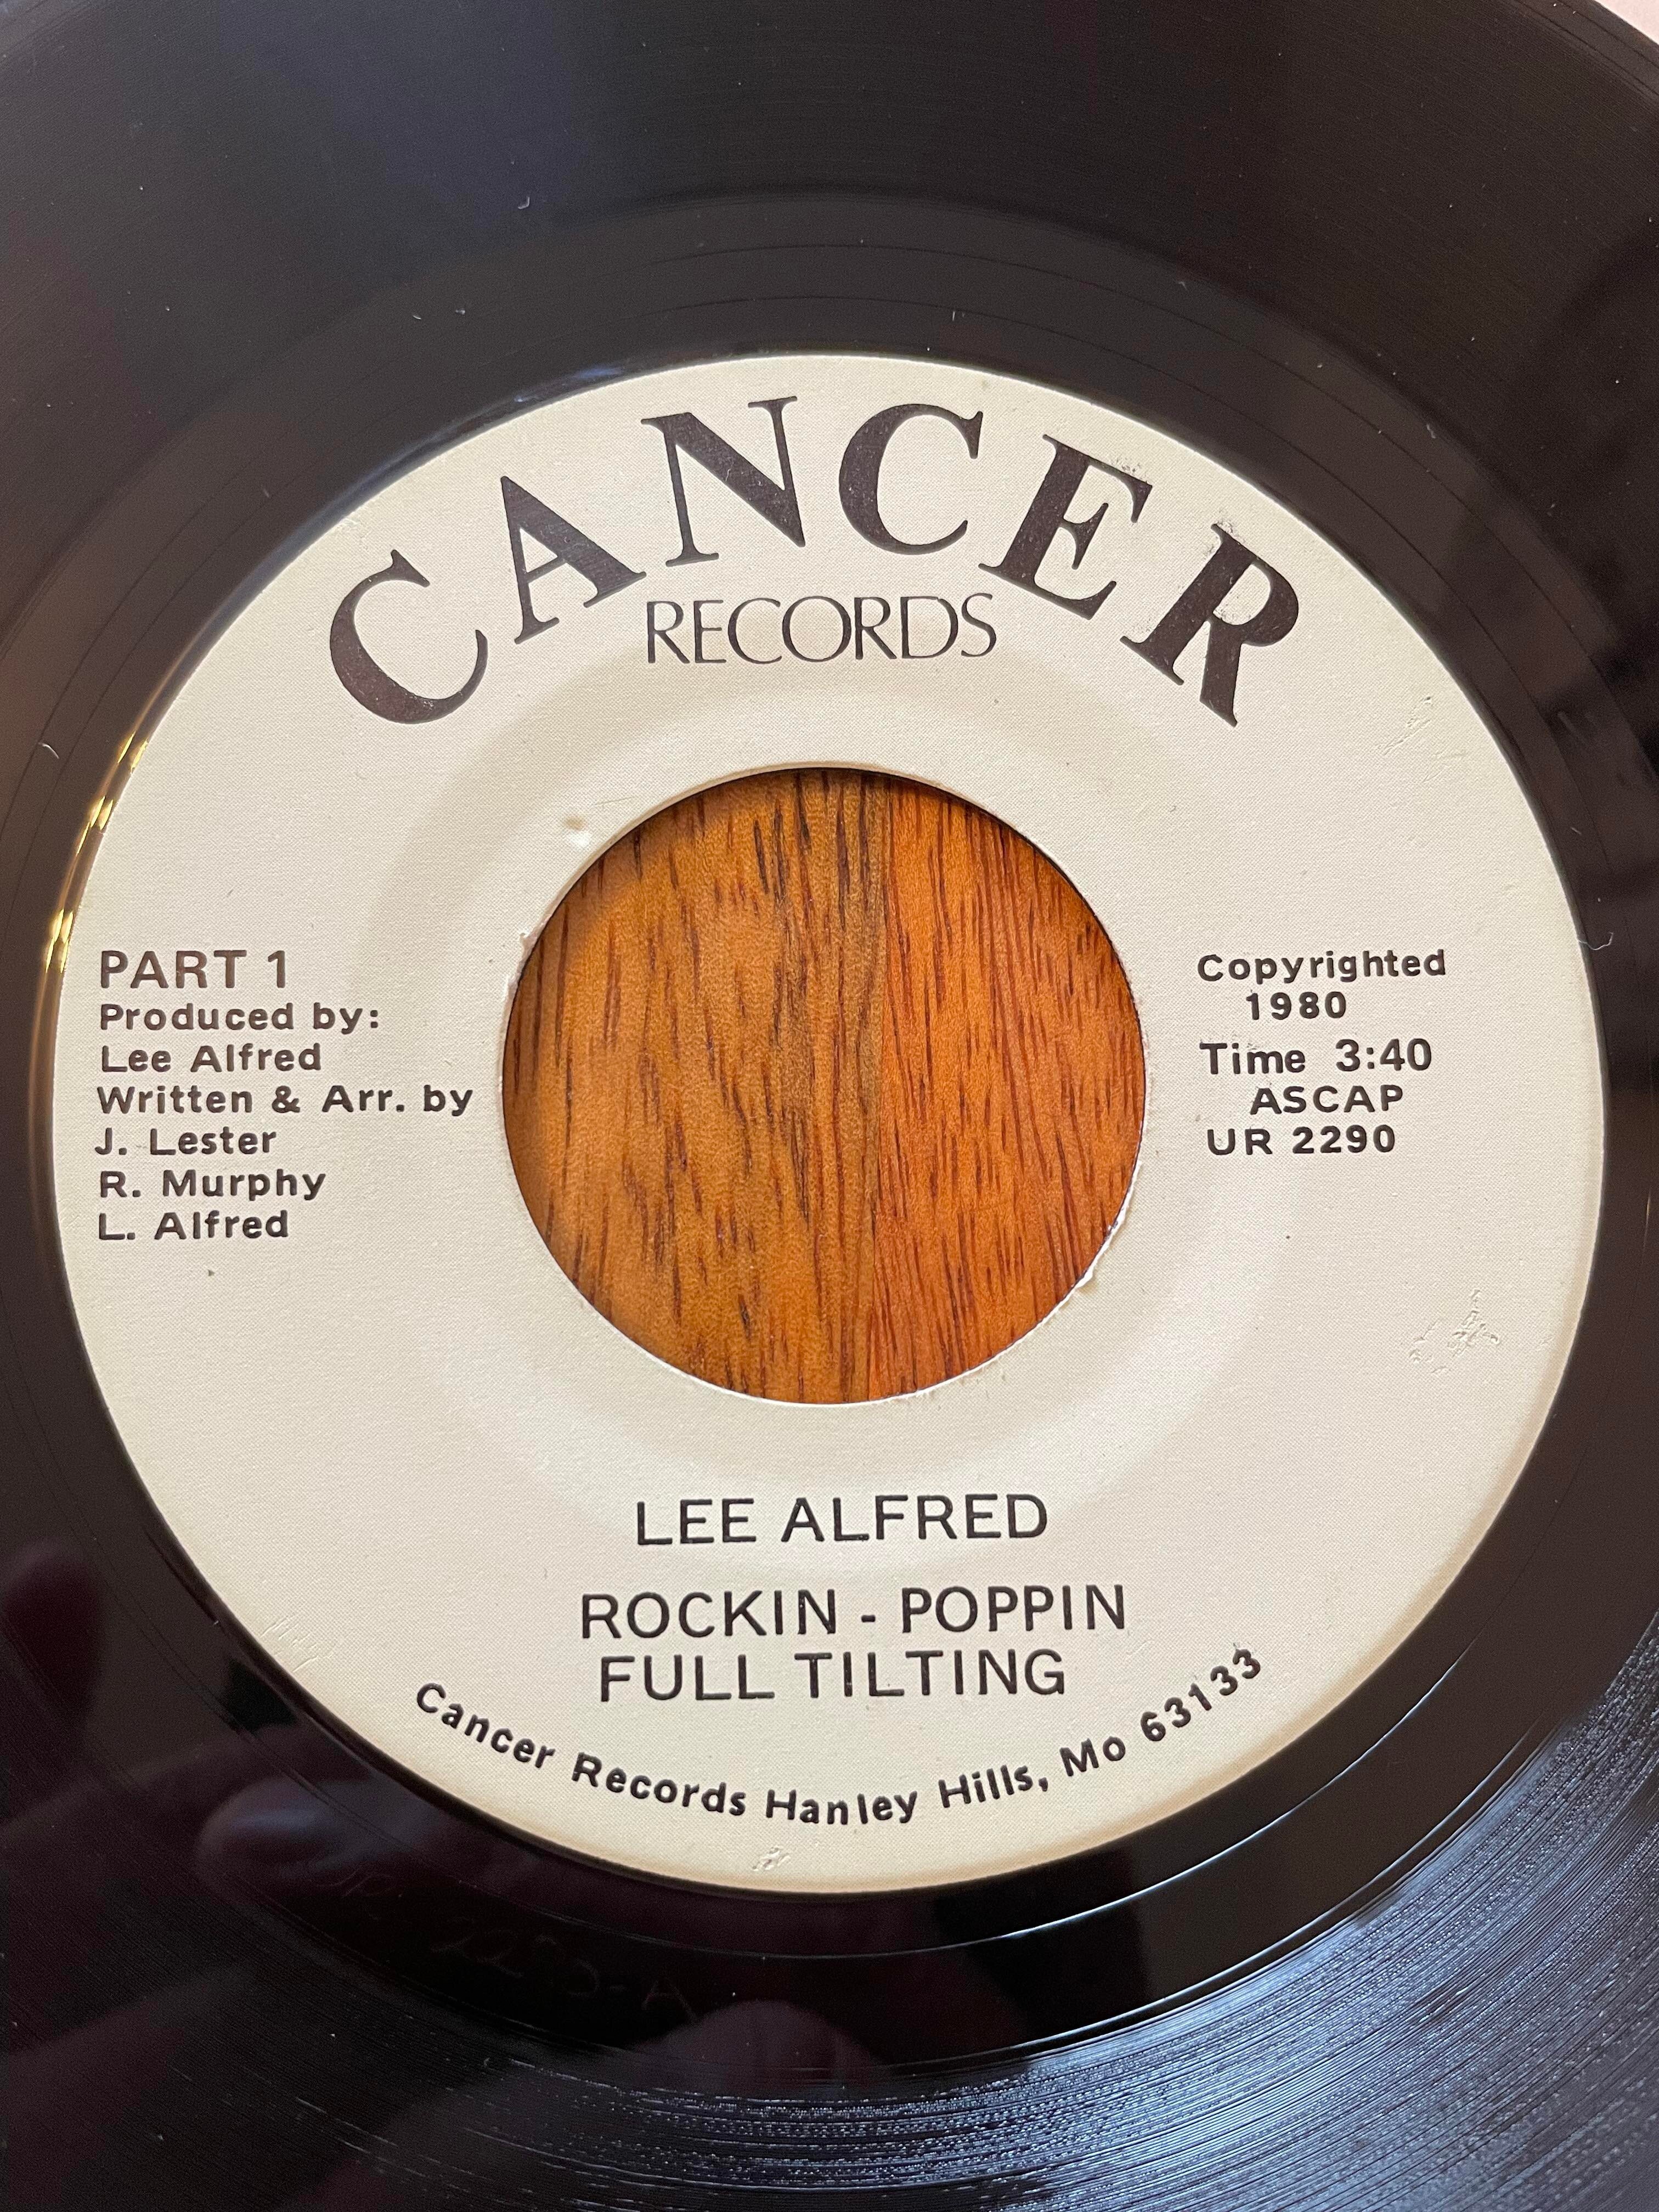 CANCER
RECORDS
PART 1
Produced by:
Lee Alfred
Written & Arr. by
J. Lester
R. Murphy
L. Alfred
Copyrighted
1980
Time 3:40
ASCAP
UR 2290
LEE ALFRED
ROCKIN - POPPIN
FULL TILTING
Cancer Records Hanley Hills, Mo 63133